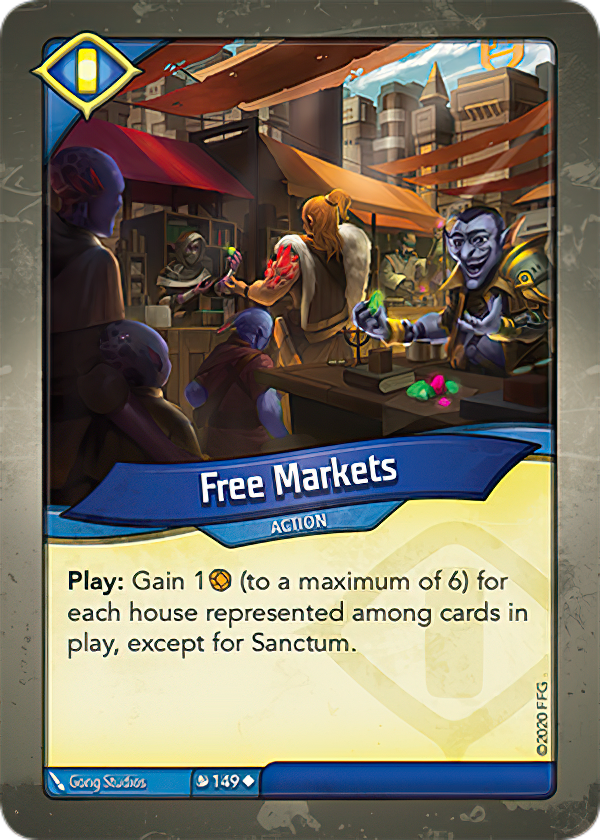 Free Markets
ACTION
Play: Gain 1 (to a maximum of 6) for
each house represented among cards in
play, except for Sanctum.
©2020 FFG
Gong Studios
149